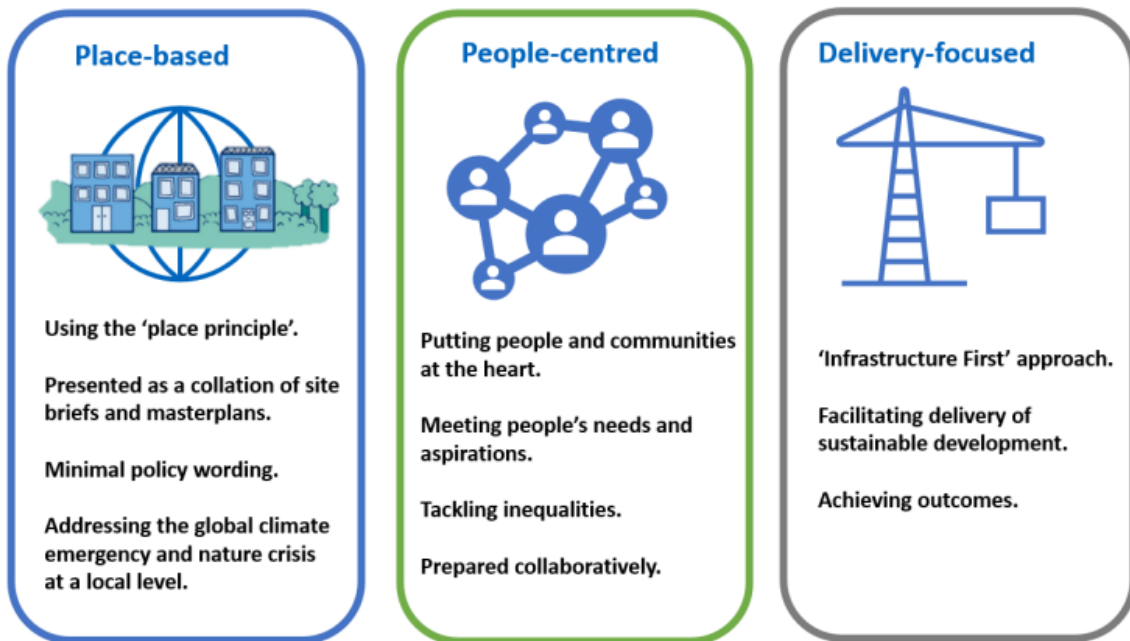 Place-based
Using the ‘place principle’.
Presented as a collation of site
briefs and masterplans.
Minimal policy wording.
Addressing the global climate
emergency and nature crisis
at a local level.
People-centred
Putting people and communities
at the heart.
Meeting people’s needs and
aspirations.
Tackling inequalities.
Prepared collaboratively.
Delivery-focused
‘Infrastructure First’ approach.
Facilitating delivery of
sustainable development.
Achieving outcomes.